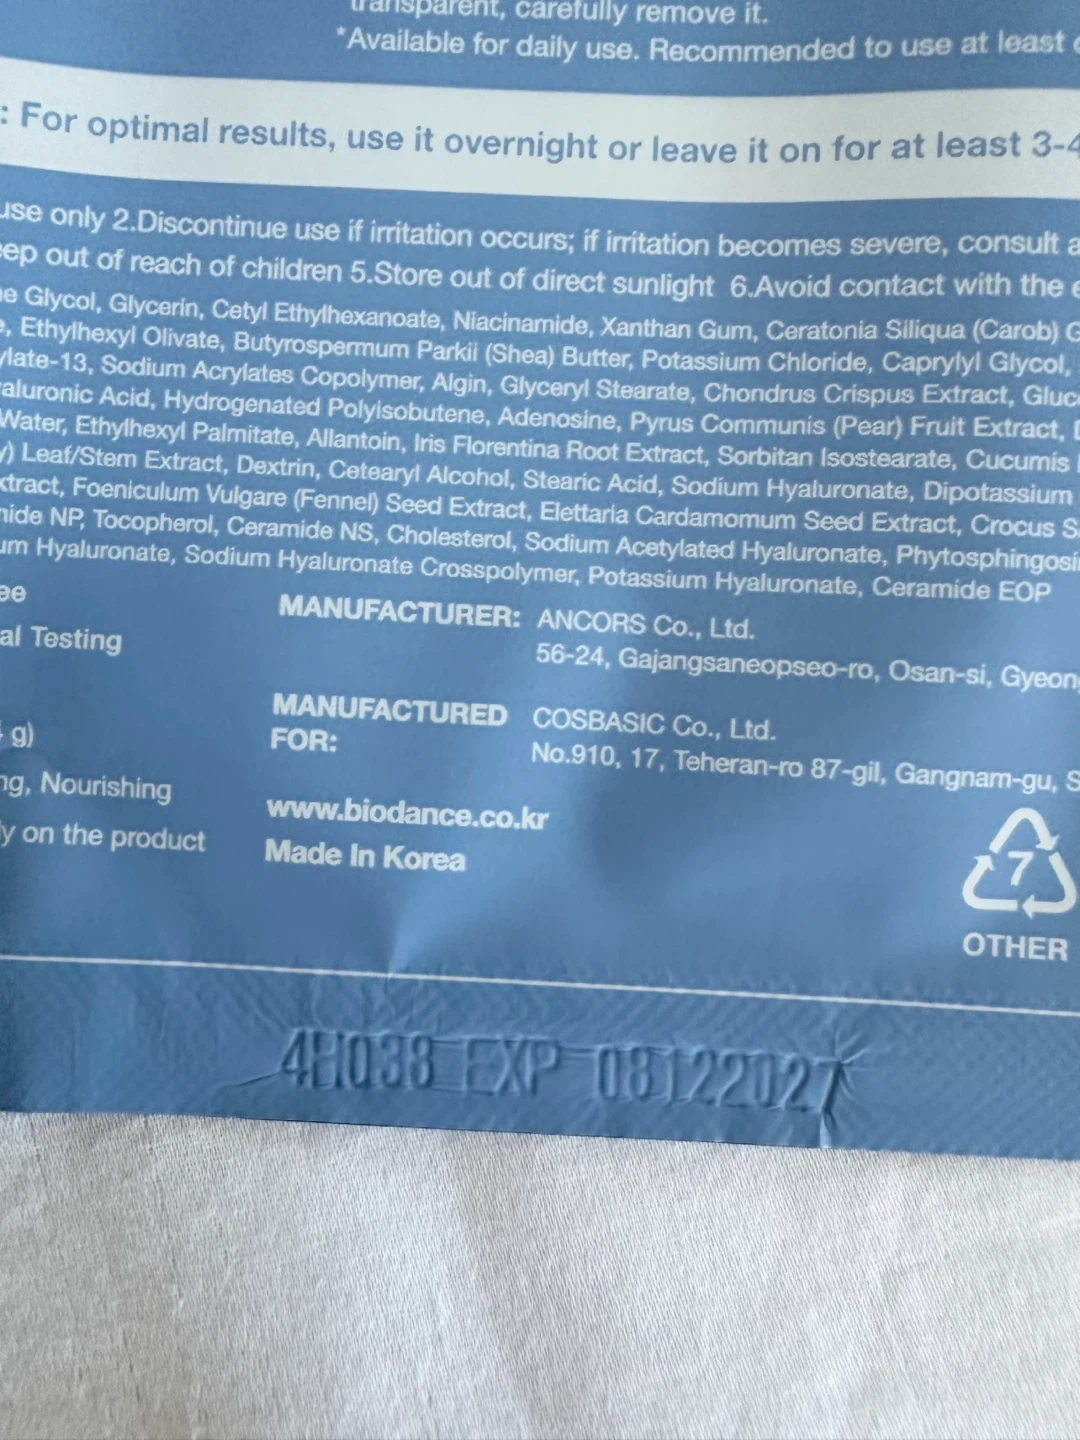 transparent, carefully remove it.
*Available for daily use. Recommended to use at least
: For optimal results, use it overnight or leave it on for at least 3-4
use only 2.Discontinue use if irritation occurs; if irritation becomes severe, consult a
eep out of reach of children 5.Store out of direct sunlight 6.Avoid contact with the e
ne Glycol, Glycerin, Cetyl Ethylhexanoate, Niacinamide, Xanthan Gum, Ceratonia Siliqua (Carob) G
e, Ethylhexyl Olivate, Butyrospermum Parkii (Shea) Butter, Potassium Chloride, Caprylyl Glycol,
ylate-13, Sodium Acrylates Copolymer, Algin, Glyceryl Stearate, Chondrus Crispus Extract, Gluc
aluronic Acid, Hydrogenated Polyisobutene, Adenosine, Pyrus Communis (Pear) Fruit Extract,
Water, Ethylhexyl Palmitate, Allantoin, Iris Florentina Root Extract, Sorbitan Isostearate, Cucumis
y) Leaf/Stem Extract, Dextrin, Cetearyl Alcohol, Stearic Acid, Sodium Hyaluronate, Dipotassium
xtract, Foeniculum Vulgare (Fennel) Seed Extract, Elettaria Cardamomum Seed Extract, Crocus S
mide NP, Tocopherol, Ceramide NS, Cholesterol, Sodium Acetylated Hyaluronate, Phytosphingosi
um Hyaluronate, Sodium Hyaluronate Crosspolymer, Potassium Hyaluronate, Ceramide EOP
ee
al Testing
g)
ng, Nourishing
y on the product
MANUFACTURER: ANCORS Co., Ltd.
56-24, Gajangsaneopseo-ro, Osan-si, Gyeon
MANUFACTURED FOR: COSBASIC Co., Ltd.
No.910, 17, Teheran-ro 87-gil, Gangnam-gu, S
www.biodance.co.kr
Made In Korea
7
OTHER
4H038 EXP 08122027